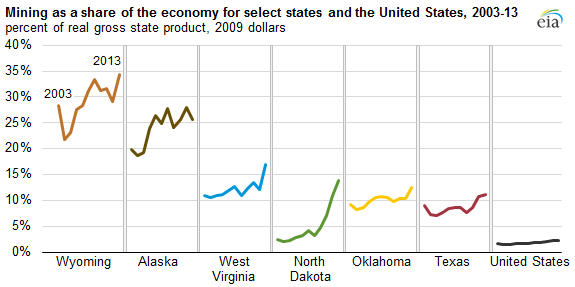 Mining as a share of the economy for select states and the United States, 2003-13
percent of real gross state product, 2009 dollars
eia
40%
35%
30%
25%
20%
15%
10%
5%
0%
2003
2013
Wyoming
Alaska
West
Virginia
North
Dakota
Oklahoma
Texas
United States